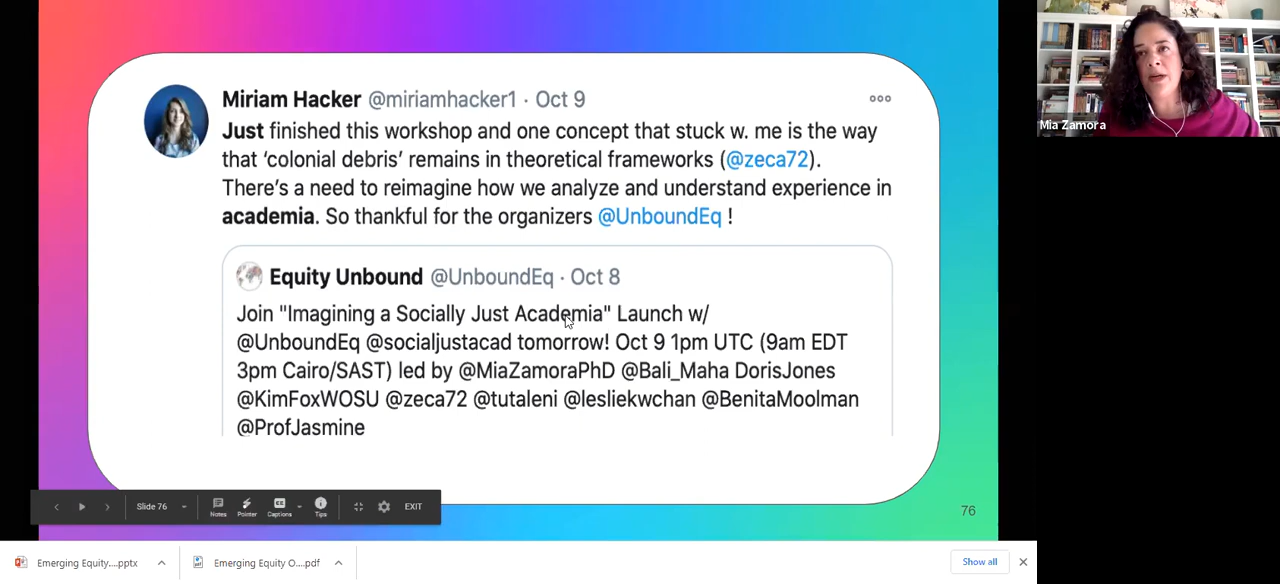 Miriam Hacker @miriamhacker1 · Oct 9
Just finished this workshop and one concept that stuck w. me is the way
that ‘colonial debris’ remains in theoretical frameworks (@zeca72).
There’s a need to reimagine how we analyze and understand experience in
academia. So thankful for the organizers @UnboundEq !
Equity Unbound @UnboundEq · Oct 8
Join "Imagining a Socially Just Academia" Launch w/
@UnboundEq @socialjustacad tomorrow! Oct 9 1pm UTC (9am EDT
3pm Cairo/SAST) led by @MiaZamoraPhD @Bali_Maha DorisJones
@KimFoxWOSU @zeca72 @tutaleni @lesliekwchan @BenitaMoolman
@ProfJasmine
Mia Zamora
Slide 76
Notes
Pointer
Captions
Tips
EXIT
76
Emerging Equity....pptx
Emerging Equity O....pdf
Show all